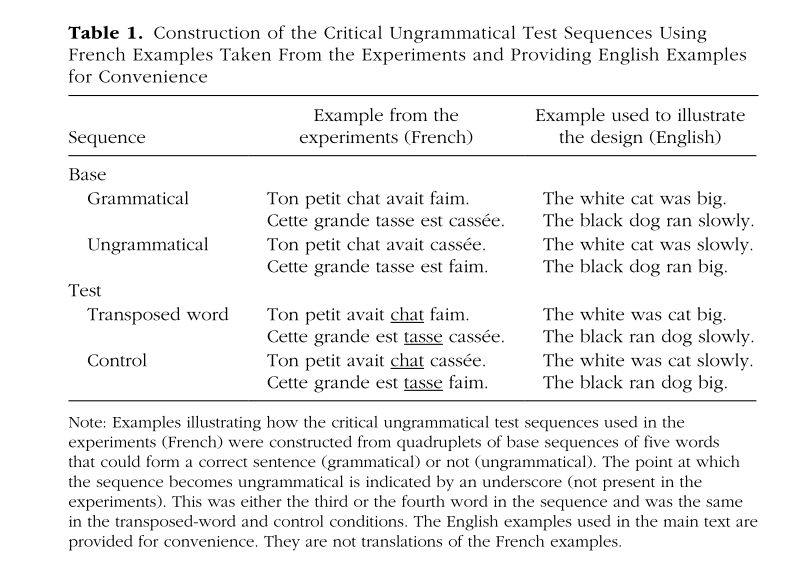 Table 1. Construction of the Critical Ungrammatical Test Sequences Using
French Examples Taken From the Experiments and Providing English Examples
for Convenience
Sequence Example from the experiments (French) Example used to illustrate the design (English)
Base
Grammatical Ton petit chat avait faim. The white cat was big.
Cette grande tasse est cassée. The black dog ran slowly.
Ungrammatical Ton petit chat avait cassée. The white cat was slowly.
Cette grande tasse est faim. The black dog ran big.
Test
Transposed word Ton petit avait chat faim. The white was cat big.
Cette grande est tasse cassée. The black ran dog slowly.
Control Ton petit avait chat cassée. The white was cat slowly.
Cette grande est tasse faim. The black ran dog big.
Note: Examples illustrating how the critical ungrammatical test sequences used in the
experiments (French) were constructed from quadruplets of base sequences of five words
that could form a correct sentence (grammatical) or not (ungrammatical). The point at which
the sequence becomes ungrammatical is indicated by an underscore (not present in the
experiments). This was either the third or the fourth word in the sequence and was the same
in the transposed-word and control conditions. The English examples used in the main text are
provided for convenience. They are not translations of the French examples.